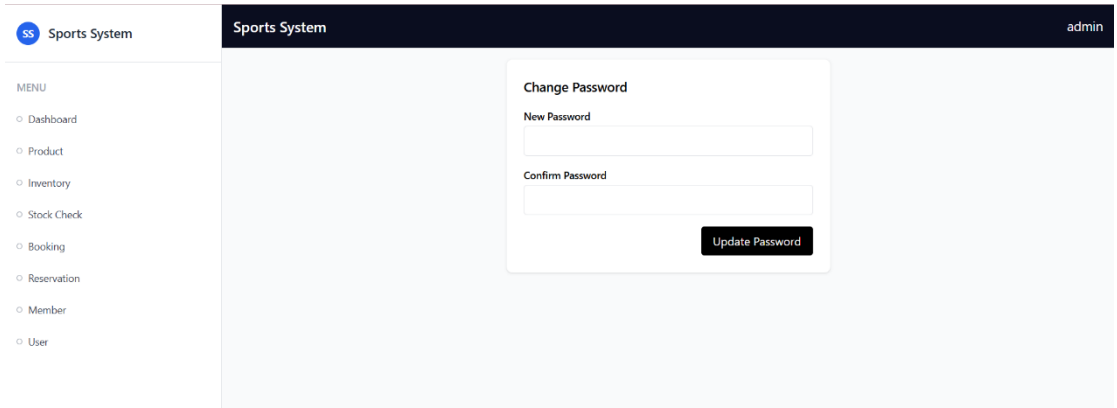 SS Sports System
MENU
Dashboard
Product
Inventory
Stock Check
Booking
Reservation
Member
User
Sports System
admin
Change Password
New Password
Confirm Password
Update Password